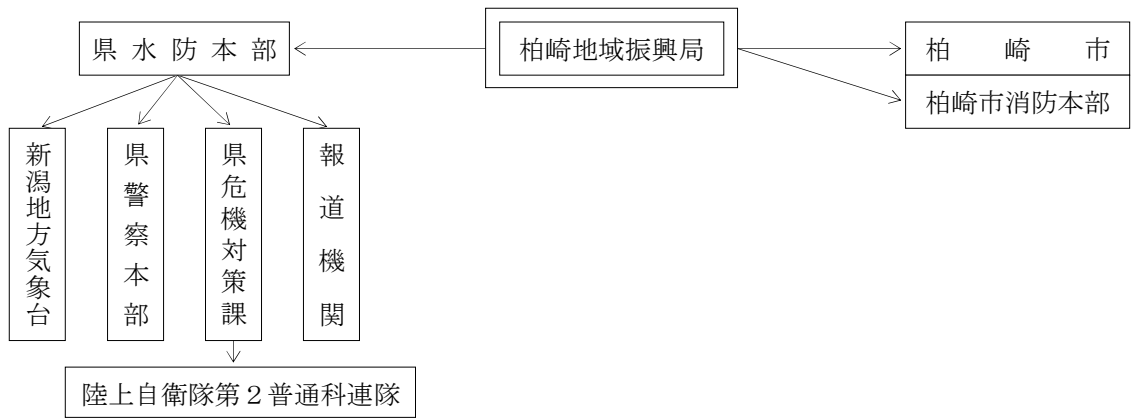 県水防本部
柏崎地域振興局
柏崎市
柏崎市消防本部
新潟地方気象台
県警察本部
県危機対策課
報道機関
陸上自衛隊第２普通科連隊